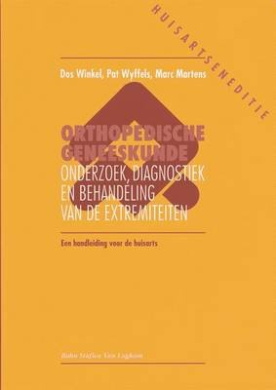 HUISARTSENEDITIE
Dos Winkel, Pat Wyffels, Marc Martens
ORTHOPEDISCHE
GENEESKUNDE
ONDERZOEK, DIAGNOSTIEK
EN BEHANDELING
VAN DE EXTREMITEITEN
Een handleiding voor de huisarts
Bohn Stafleu Van Loghum